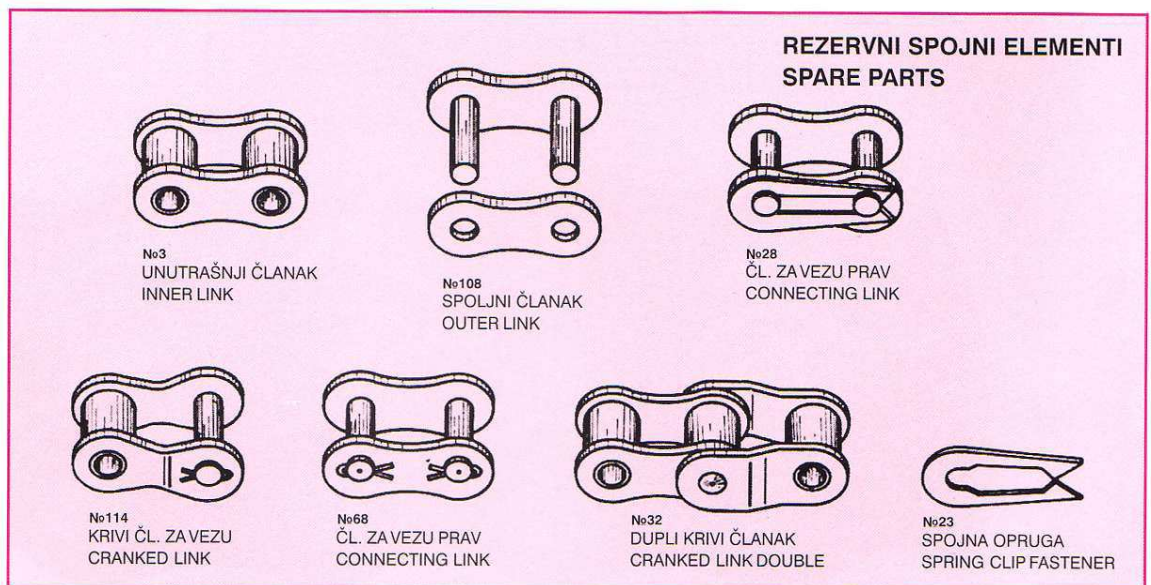 REZERVNI SPOJNI ELEMENTI
SPARE PARTS
№3
UNUTRAŠNJI ČLANAK
INNER LINK
№108
SPOLJNI ČLANAK
OUTER LINK
№28
ČL. ZA VEZU PRAV
CONNECTING LINK
№114
KRIVI ČL. ZA VEZU
CRANKED LINK
№68
ČL. ZA VEZU PRAV
CONNECTING LINK
№32
DUPLI KRIVI ČLANAK
CRANKED LINK DOUBLE
№23
SPOJNA OPRUGA
SPRING CLIP FASTENER